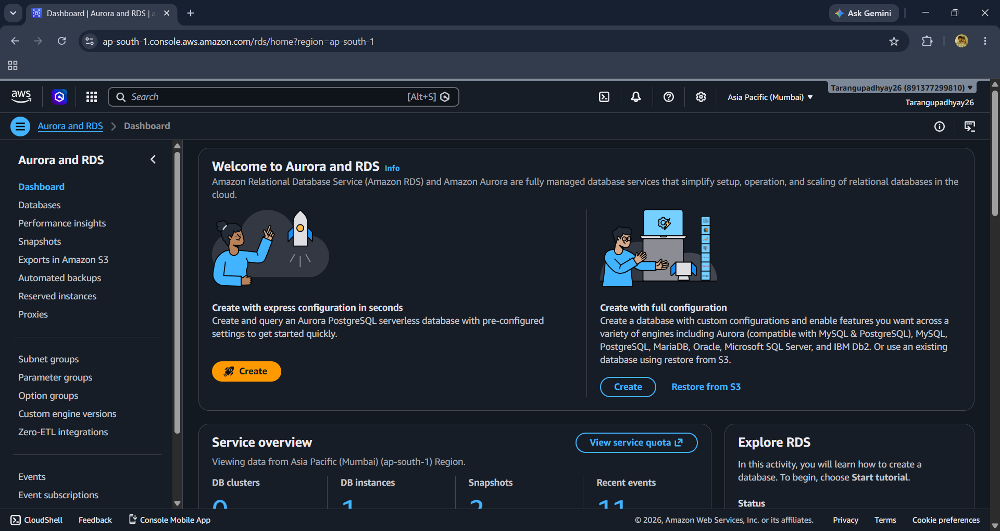 Dashboard | Aurora and RDS | a
Ask Gemini
ap-south-1.console.aws.amazon.com/rds/home?region=ap-south-1
aws
Search
[Alt+S]
Asia Pacific (Mumbai)
Tarangupadhyay26 (891377299810)
Tarangupadhyay26
Aurora and RDS
Dashboard
Aurora and RDS
Dashboard
Databases
Performance insights
Snapshots
Exports in Amazon S3
Automated backups
Reserved instances
Proxies
Subnet groups
Parameter groups
Option groups
Custom engine versions
Zero-ETL integrations
Events
Event subscriptions
Welcome to Aurora and RDS Info
Amazon Relational Database Service (Amazon RDS) and Amazon Aurora are fully managed database services that simplify setup, operation, and scaling of relational databases in the
cloud.
Create with express configuration in seconds
Create and query an Aurora PostgreSQL serverless database with pre-configured
settings to get started quickly.
Create
Create with full configuration
Create a database with custom configurations and enable features you want across a
variety of engines including Aurora (compatible with MySQL & PostgreSQL), MySQL,
PostgreSQL, MariaDB, Oracle, Microsoft SQL Server, and IBM Db2. Or use an existing
database using restore from S3.
Create
Restore from S3
Service overview
View service quota
Viewing data from Asia Pacific (Mumbai) (ap-south-1) Region.
DB clusters
0
DB instances
1
Snapshots
2
Recent events
11
Explore RDS
In this activity, you will learn how to create a
database. To begin, choose Start tutorial.
Status
CloudShell
Feedback
Console Mobile App
© 2026, Amazon Web Services, Inc. or its affiliates.
Privacy
Terms
Cookie preferences